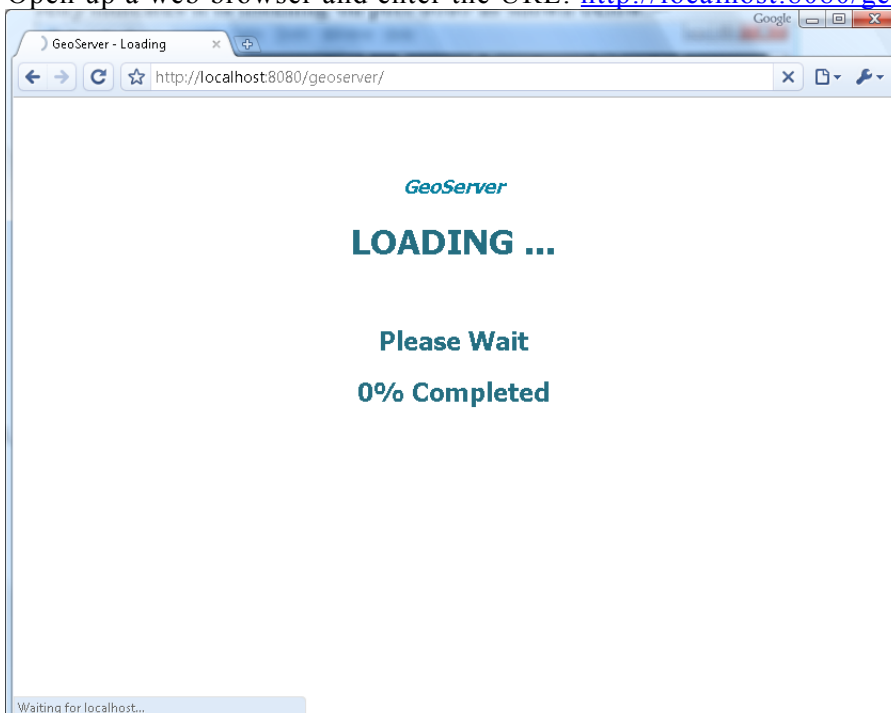 Open up a web browser and enter the URL: http://localhost:8080/ge
Google
GeoServer - Loading
http://localhost:8080/geoserver/
GeoServer
LOADING ...
Please Wait
0% Completed
Waiting for localhost...